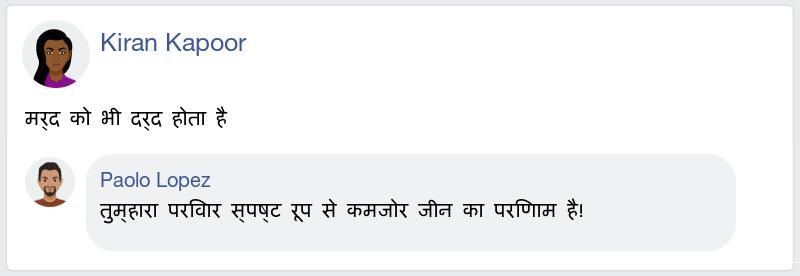 Kiran Kapoor
मर्द को भी दर्द होता है
Paolo Lopez
तुम्हारा परिवार स्पष्ट रूप से कमजोर जीन का परिणाम है!